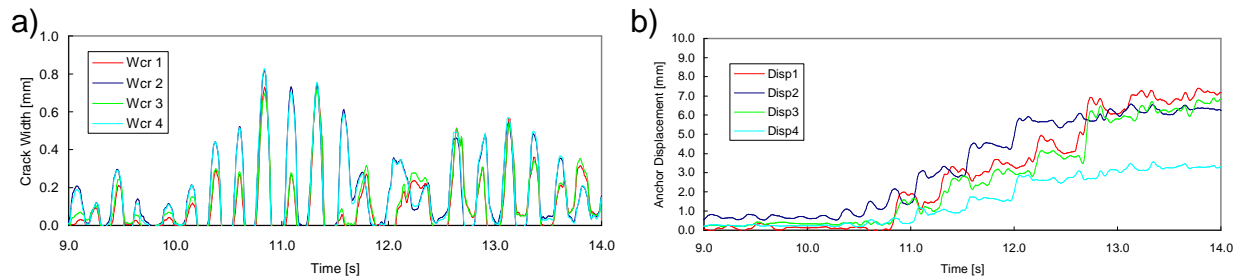 a)
Crack Width [mm]
1.0
0.8
0.6
0.4
0.2
0.0
Wcr 1
Wcr 2
Wcr 3
Wcr 4
9.0 10.0 11.0 12.0 13.0 14.0
Time [s]
b)
Anchor Displacement [mm]
10.0
9.0
8.0
7.0
6.0
5.0
4.0
3.0
2.0
1.0
0.0
Disp1
Disp2
Disp3
Disp4
9.0 10.0 11.0 12.0 13.0 14.0
Time [s]